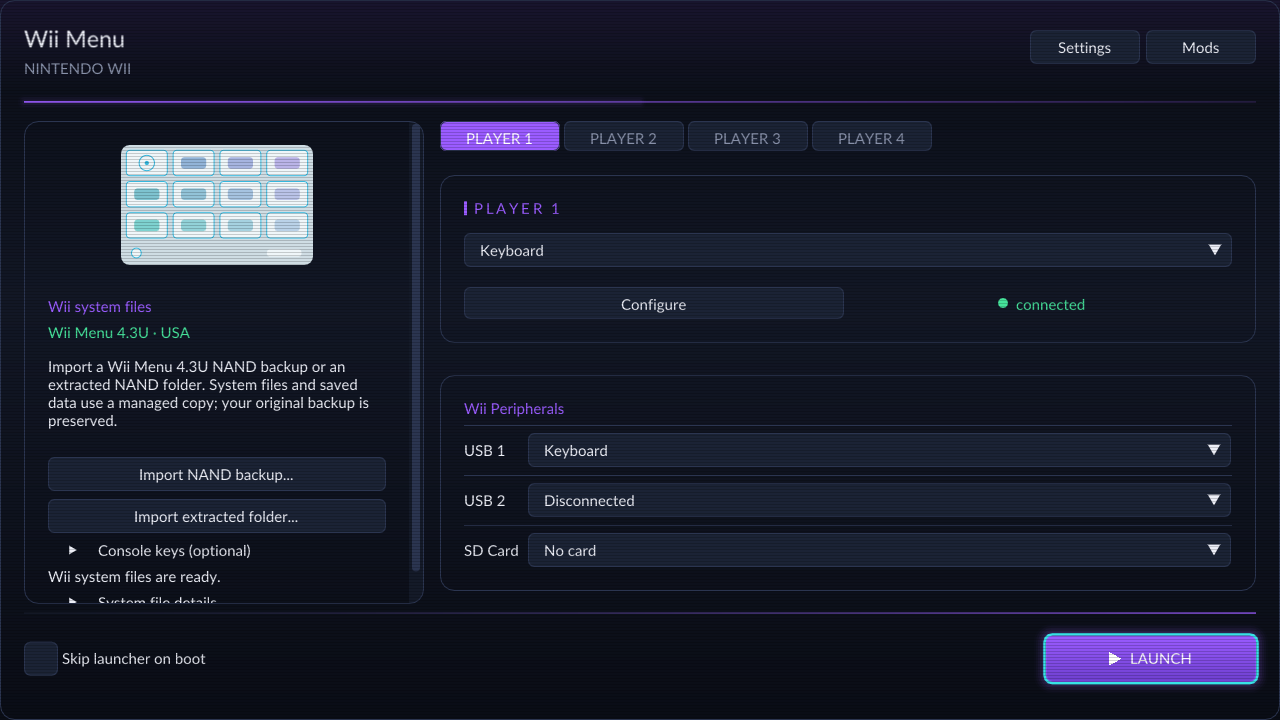 Wii Menu
NINTENDO WII
Settings
Mods
Wii system files
Wii Menu 4.3U · USA
Import a Wii Menu 4.3U NAND backup or an
extracted NAND folder. System files and saved
data use a managed copy; your original backup is
preserved.
Import NAND backup...
Import extracted folder...
Console keys (optional)
Wii system files are ready.
System file details
PLAYER 1
PLAYER 2
PLAYER 3
PLAYER 4
PLAYER 1
Keyboard
Configure
connected
Wii Peripherals
USB 1
Keyboard
USB 2
Disconnected
SD Card
No card
Skip launcher on boot
LAUNCH